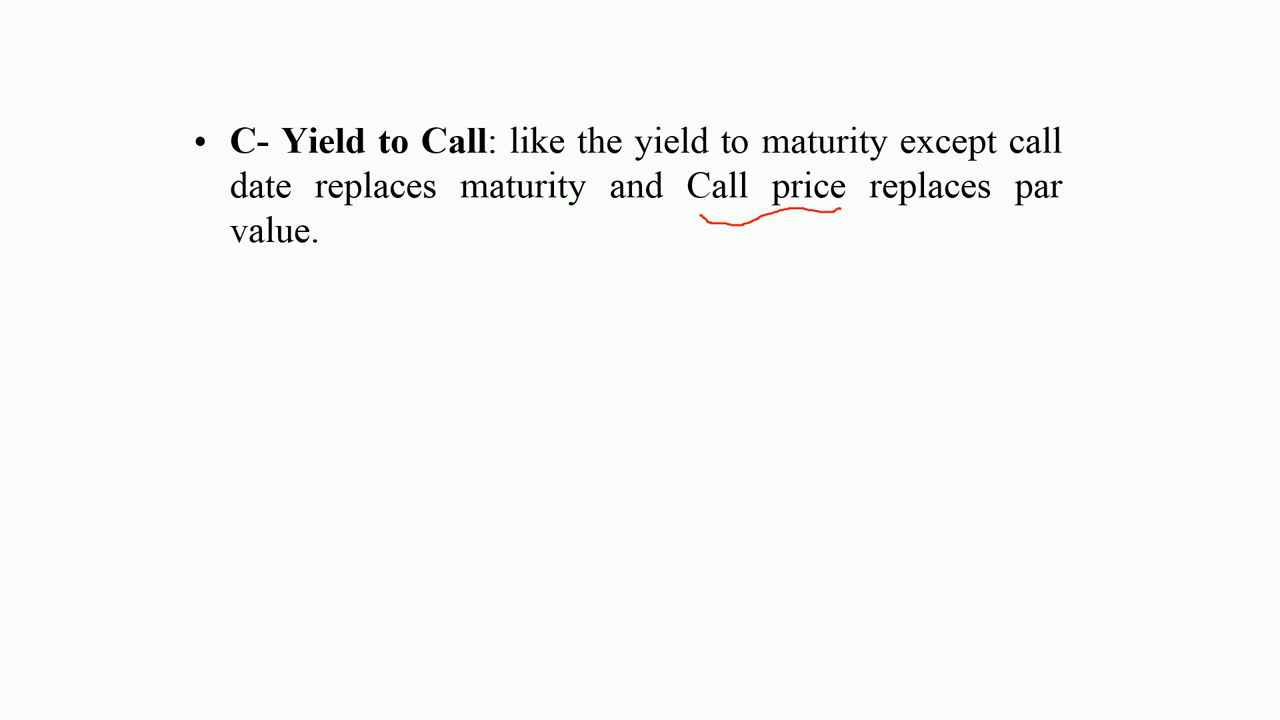 • C- Yield to Call: like the yield to maturity except call
date replaces maturity and Call price replaces par
value.